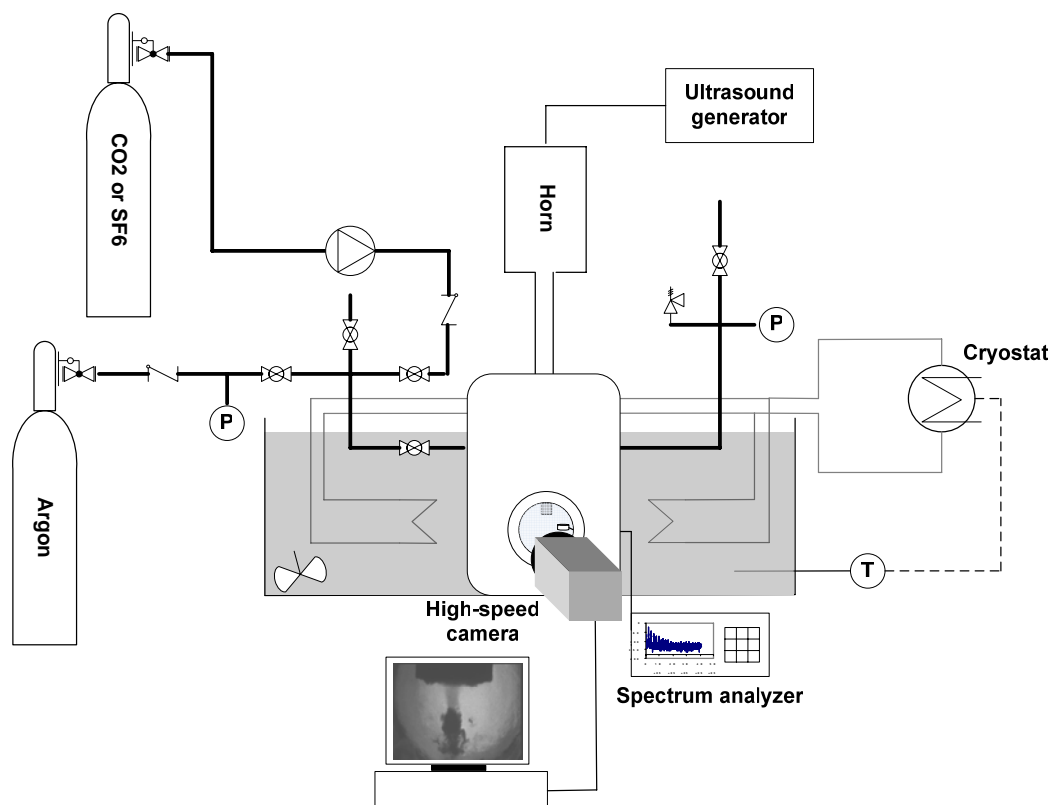 Ultrasound
generator
CO2 or SF6
Horn
P
Cryostat
P
Argon
T
High-speed
camera
Spectrum analyzer